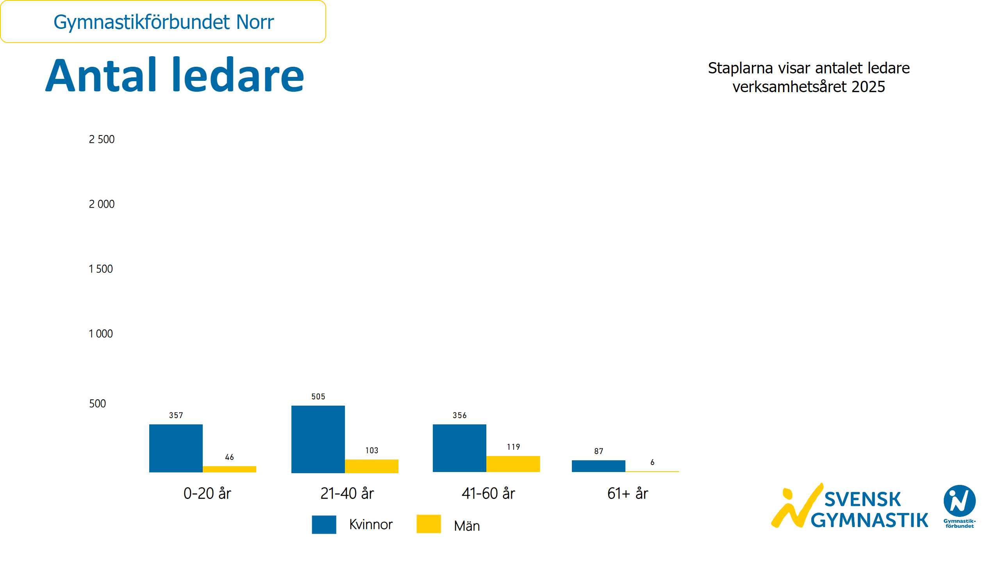 Gymnastikförbundet Norr
Antal ledare
Staplarna visar antalet ledare
verksamhetsåret 2025
2 500
2 000
1 500
1 000
500
357
46
505
103
356
119
87
6
0-20 år
21-40 år
41-60 år
61+ år
Kvinnor
Män
SVENSK
GYMNASTIK
Gymnastik-
förbundet